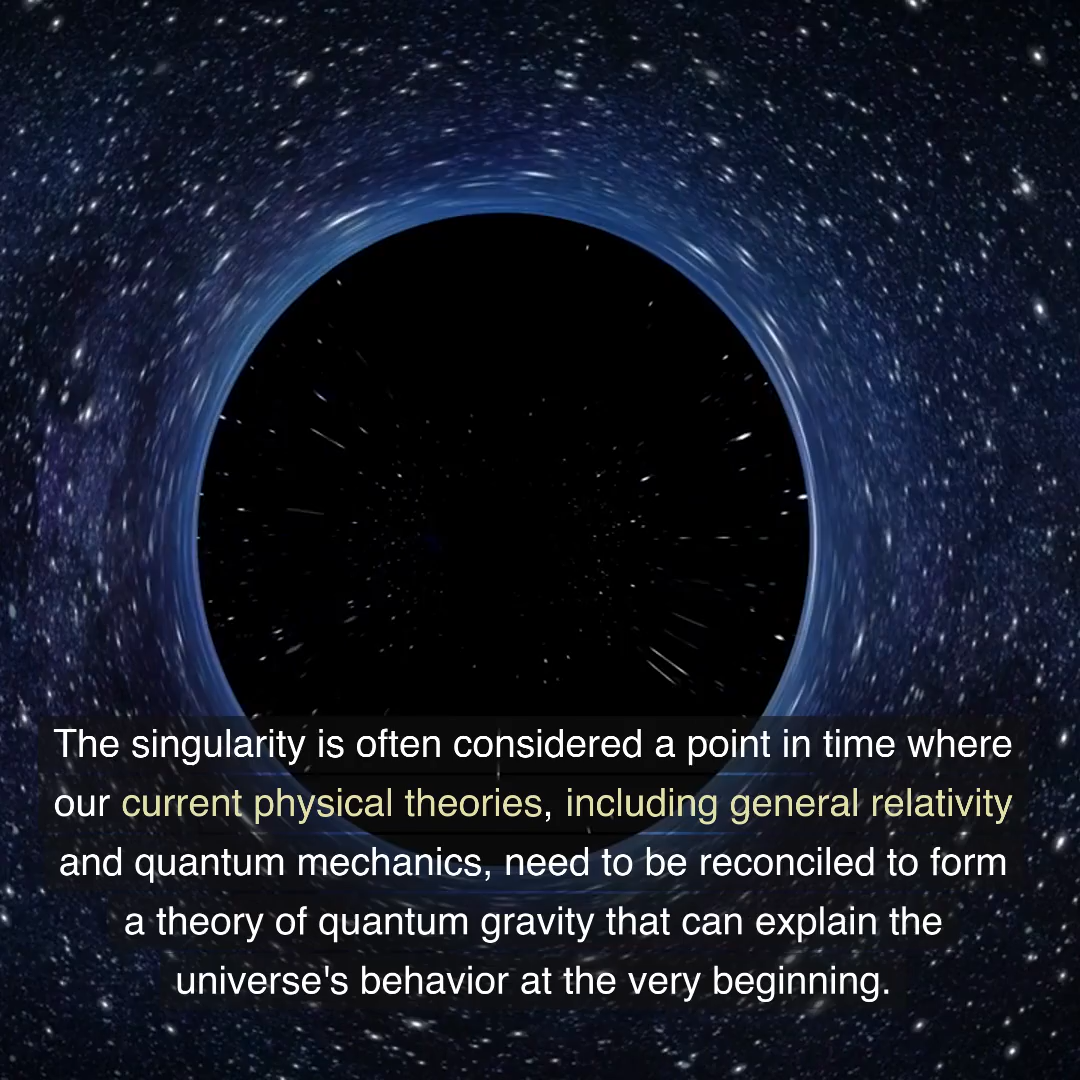 The singularity is often considered a point in time where
our current physical theories, including general relativity
and quantum mechanics, need to be reconciled to form
a theory of quantum gravity that can explain the
universe's behavior at the very beginning.